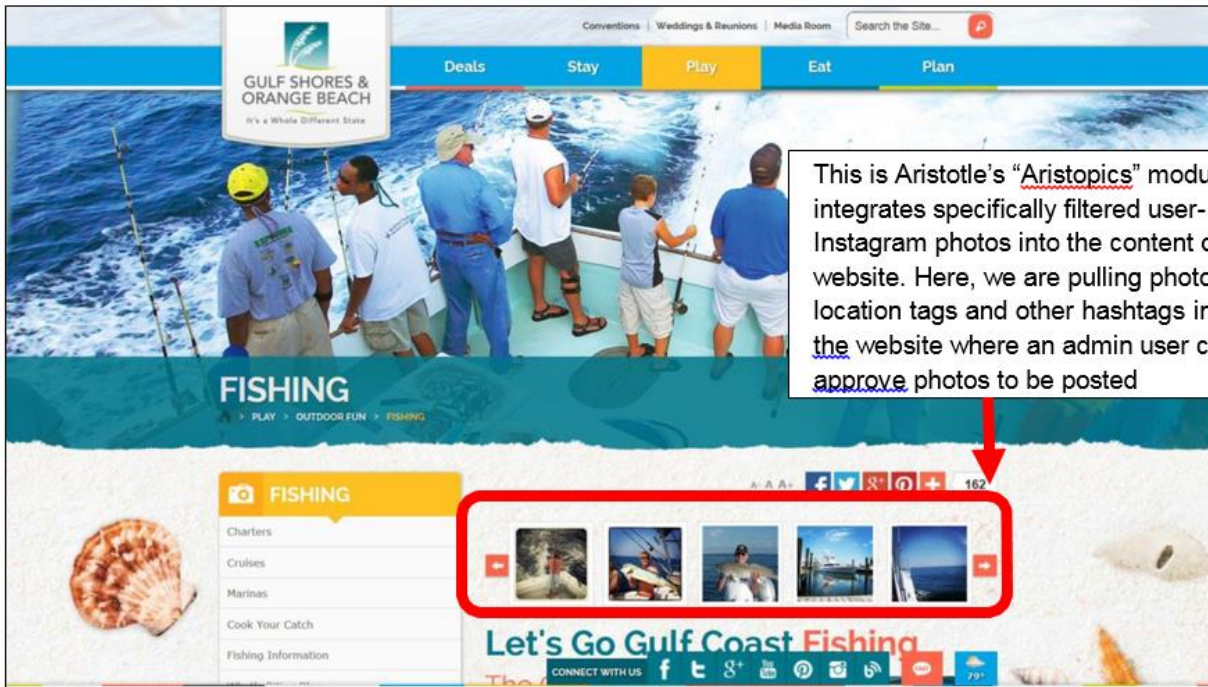 Conventions | Weddings & Reunions | Media Room
Search the Site...
GULF SHORES &
ORANGE BEACH
It's a Whole Different State
Deals Stay Play Eat Plan
This is Aristotle's “Aristopics” modu
integrates specifically filtered user-
Instagram photos into the content o
website. Here, we are pulling photo
location tags and other hashtags in
the website where an admin user c
approve photos to be posted
FISHING
> PLAY > OUTDOOR FUN > FISHING
FISHING
Charters
Cruises
Marinas
Cook Your Catch
Fishing Information
A- A A+
162
Let's Go Gulf Coast Fishing
CONNECT WITH US
79°